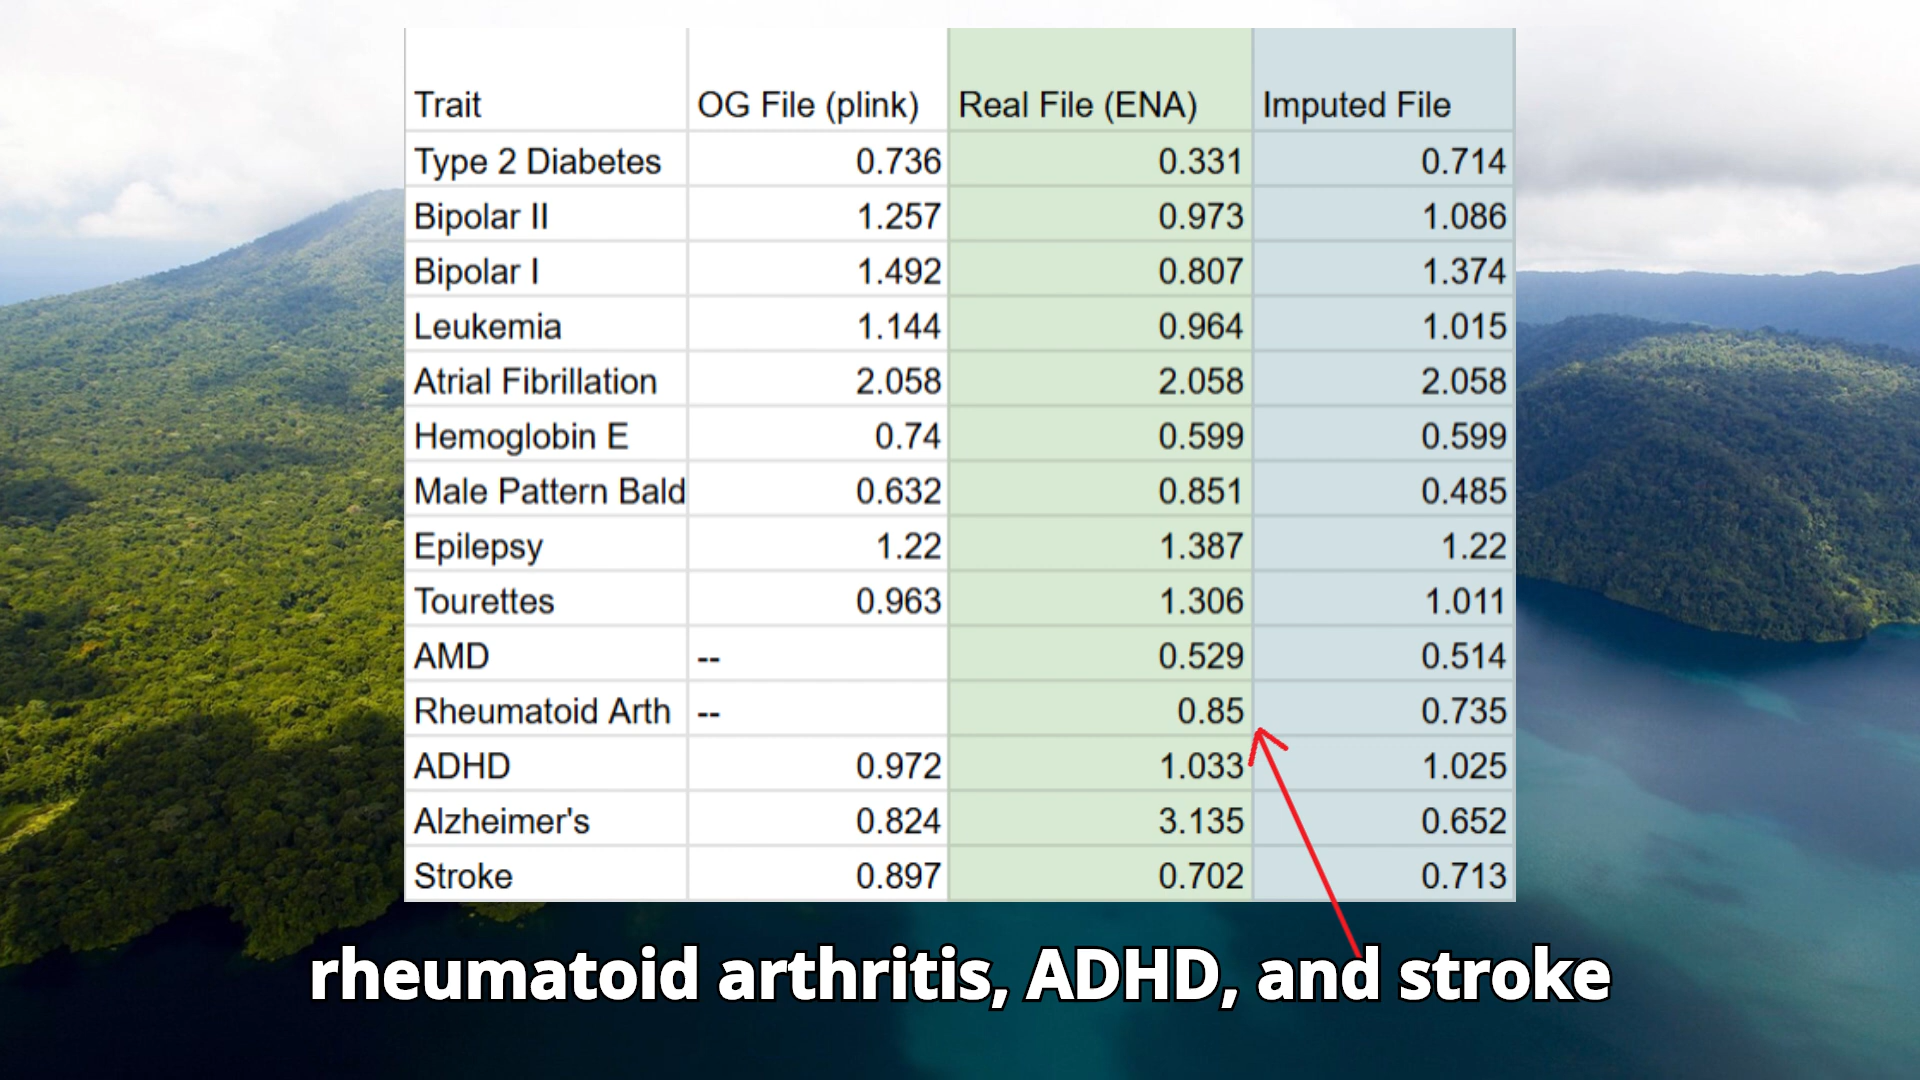 Trait OG File (plink) Real File (ENA) Imputed File
Type 2 Diabetes 0.736 0.331 0.714
Bipolar II 1.257 0.973 1.086
Bipolar I 1.492 0.807 1.374
Leukemia 1.144 0.964 1.015
Atrial Fibrillation 2.058 2.058 2.058
Hemoglobin E 0.74 0.599 0.599
Male Pattern Bald 0.632 0.851 0.485
Epilepsy 1.22 1.387 1.22
Tourettes 0.963 1.306 1.011
AMD -- 0.529 0.514
Rheumatoid Arth -- 0.85 0.735
ADHD 0.972 1.033 1.025
Alzheimer's 0.824 3.135 0.652
Stroke 0.897 0.702 0.713
rheumatoid arthritis, ADHD, and stroke